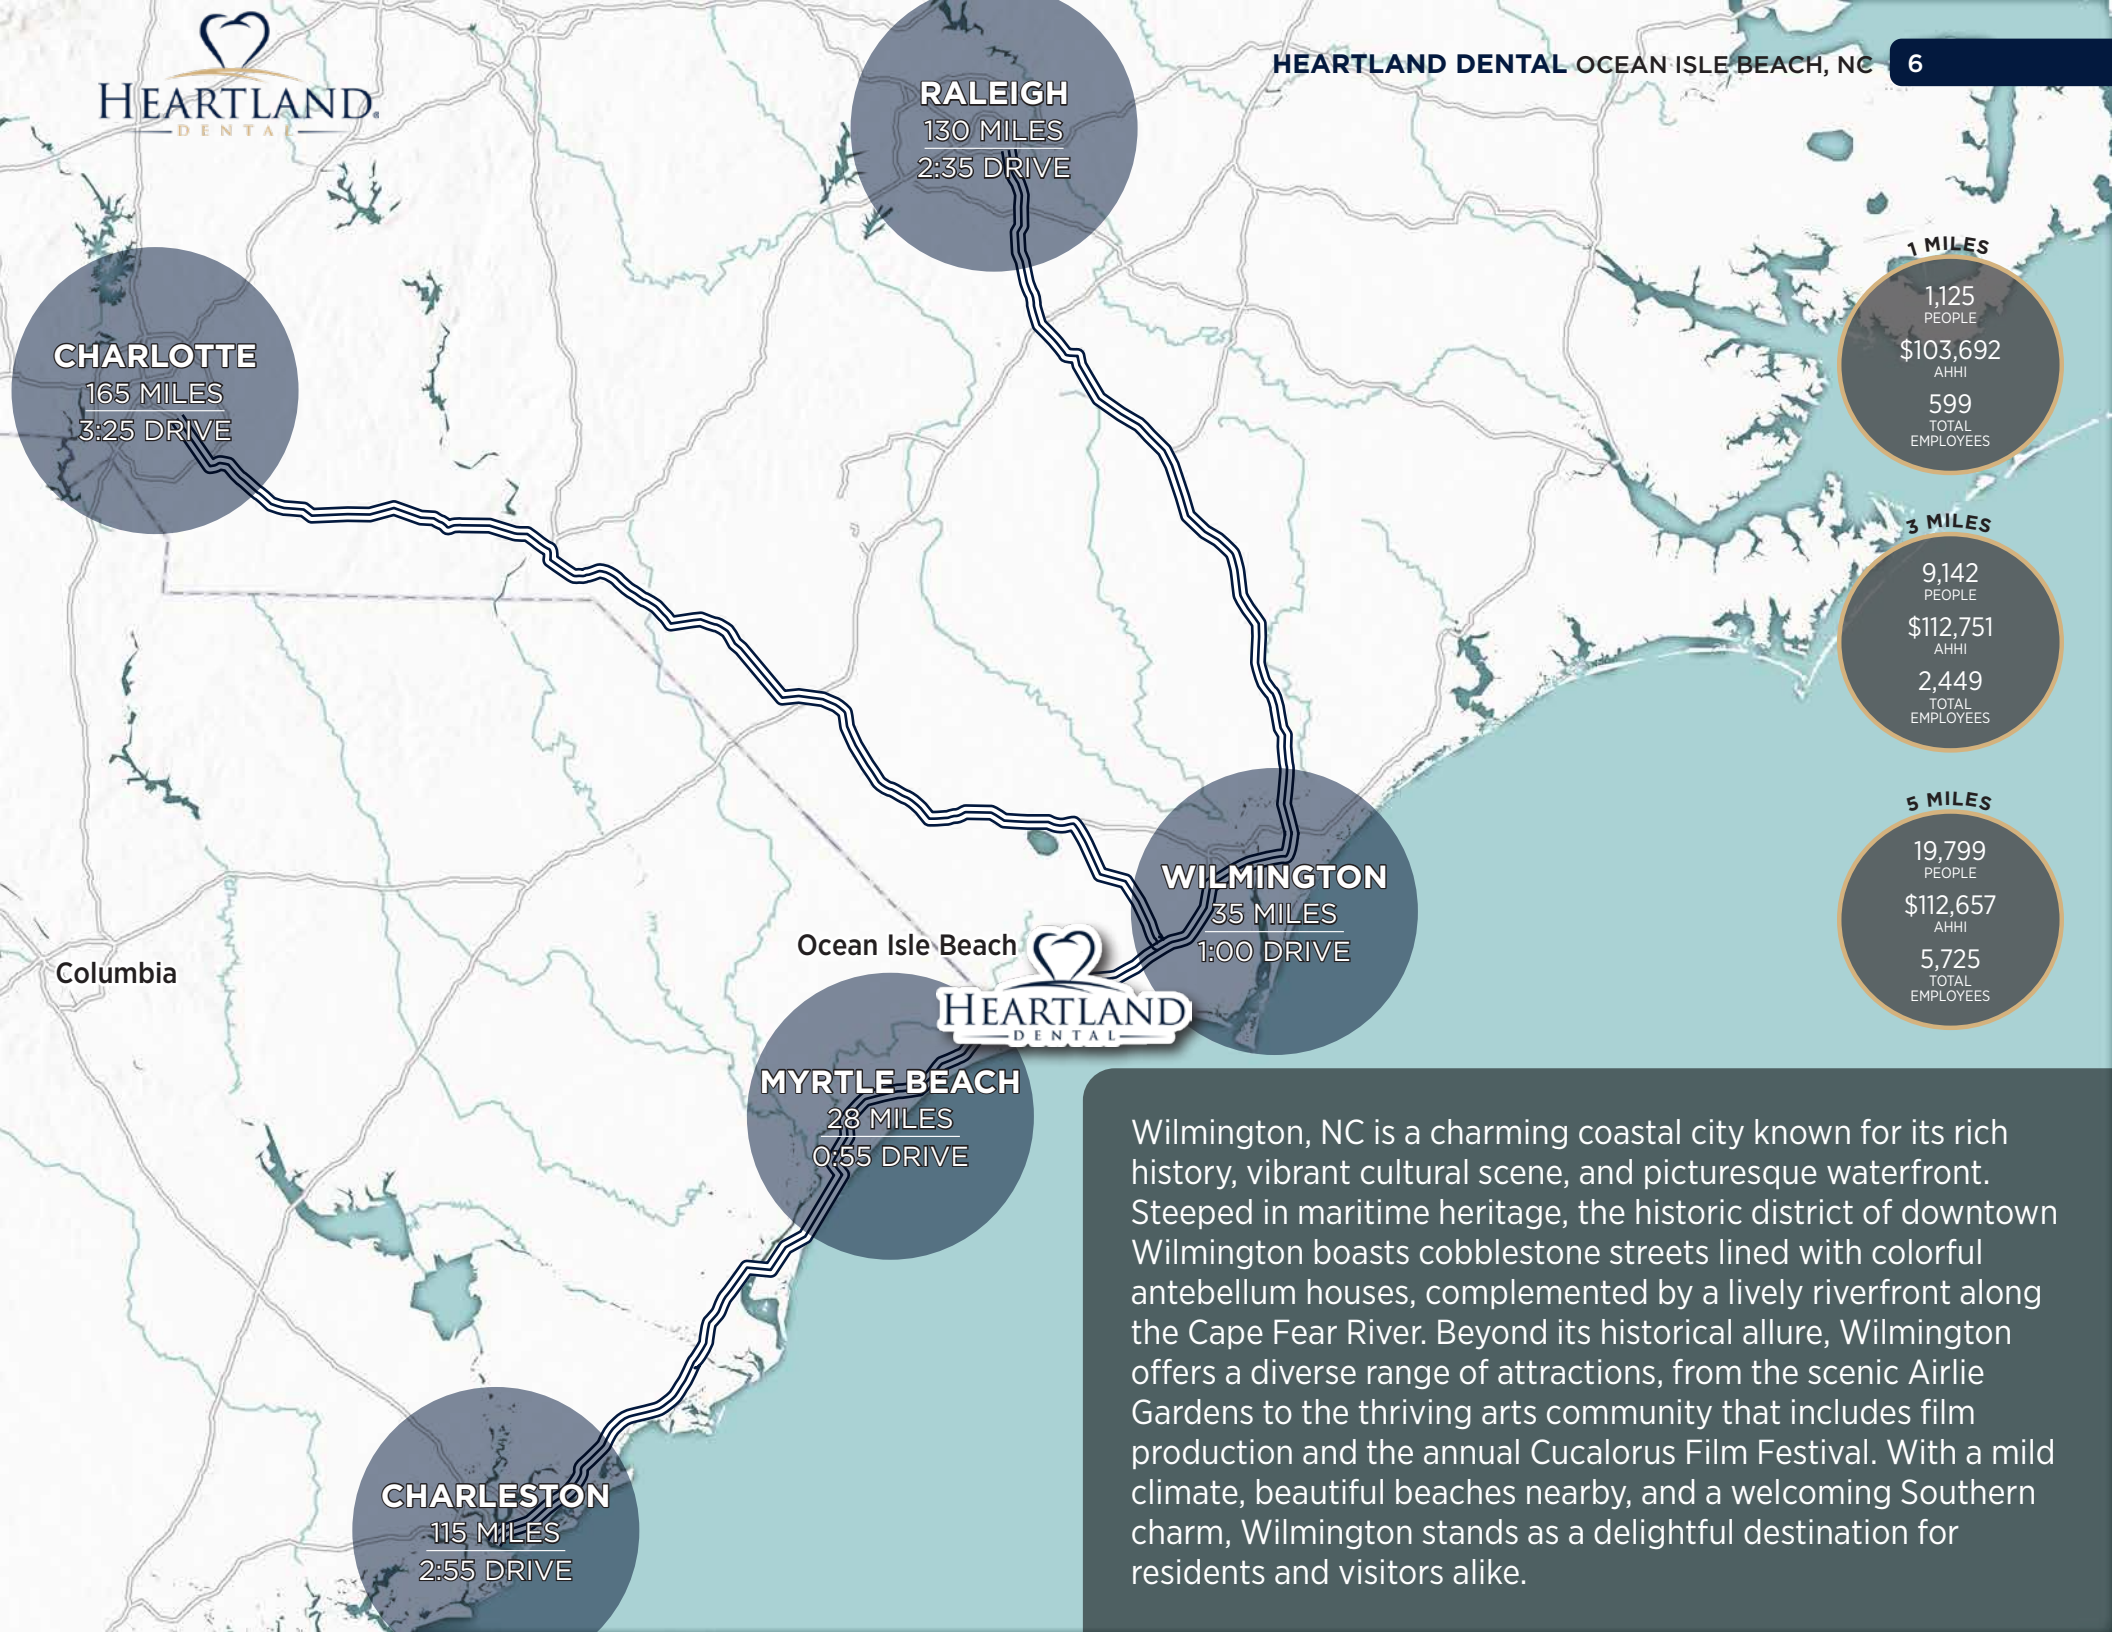 HEARTLAND®
DENTAL
HEARTLAND DENTAL OCEAN ISLE BEACH, NC 6
RALEIGH
130 MILES
2:35 DRIVE
CHARLOTTE
165 MILES
3:25 DRIVE
1 MILES
1,125
PEOPLE
$103,692
AHHI
599
TOTAL
EMPLOYEES
3 MILES
9,142
PEOPLE
$112,751
AHHI
2,449
TOTAL
EMPLOYEES
5 MILES
19,799
PEOPLE
$112,657
AHHI
5,725
TOTAL
EMPLOYEES
WILMINGTON
35 MILES
1:00 DRIVE
Ocean Isle Beach
HEARTLAND
DENTAL
Columbia
MYRTLE BEACH
28 MILES
0:55 DRIVE
CHARLESTON
115 MILES
2:55 DRIVE
Wilmington, NC is a charming coastal city known for its rich
history, vibrant cultural scene, and picturesque waterfront.
Steeped in maritime heritage, the historic district of downtown
Wilmington boasts cobblestone streets lined with colorful
antebellum houses, complemented by a lively riverfront along
the Cape Fear River. Beyond its historical allure, Wilmington
offers a diverse range of attractions, from the scenic Airlie
Gardens to the thriving arts community that includes film
production and the annual Cucalorus Film Festival. With a mild
climate, beautiful beaches nearby, and a welcoming Southern
charm, Wilmington stands as a delightful destination for
residents and visitors alike.